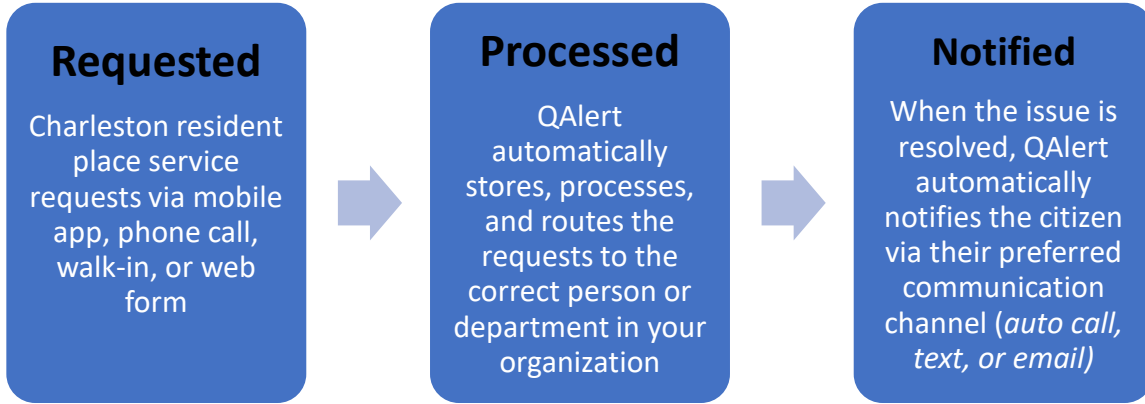 Requested
Charleston resident
place service
requests via mobile
app, phone call,
walk-in, or web
form
Processed
QAlert
automatically
stores, processes,
and routes the
requests to the
correct person or
department in your
organization
Notified
When the issue is
resolved, QAlert
automatically
notifies the citizen
via their preferred
communication
channel (auto call,
text, or email)